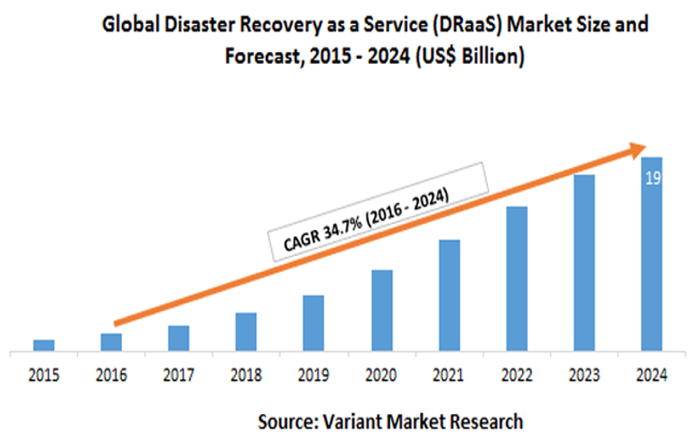 Global Disaster Recovery as a Service (DRaaS) Market Size and
Forecast, 2015 - 2024 (US$ Billion)
CAGR 34.7% (2016 - 2024)
19
2015 2016 2017 2018 2019 2020 2021 2022 2023 2024
Source: Variant Market Research